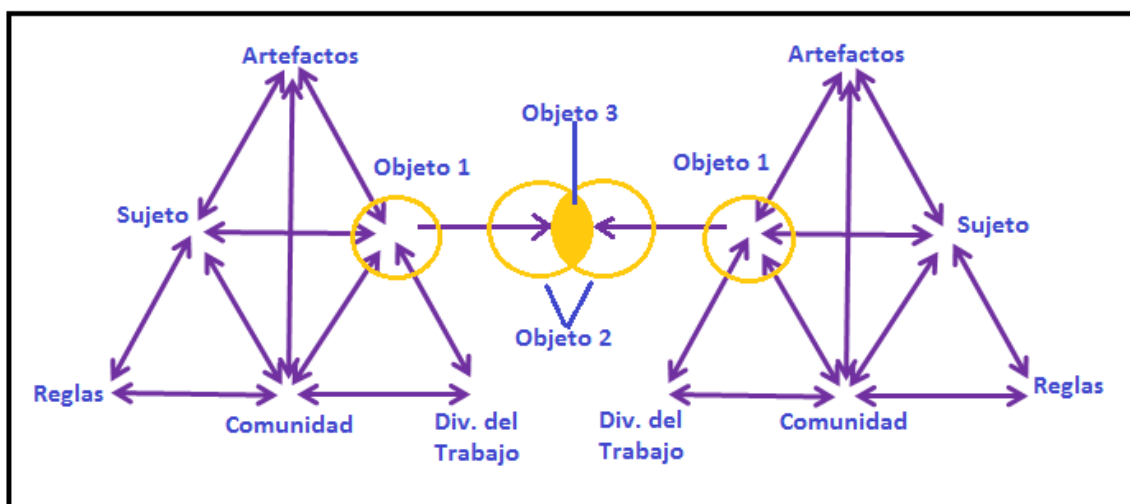 Artefactos
Artefactos
Objeto 3
Objeto 1
Objeto 1
Sujeto
Sujeto
Objeto 2
Reglas
Reglas
Comunidad
Div. del
Trabajo
Div. del
Trabajo
Comunidad